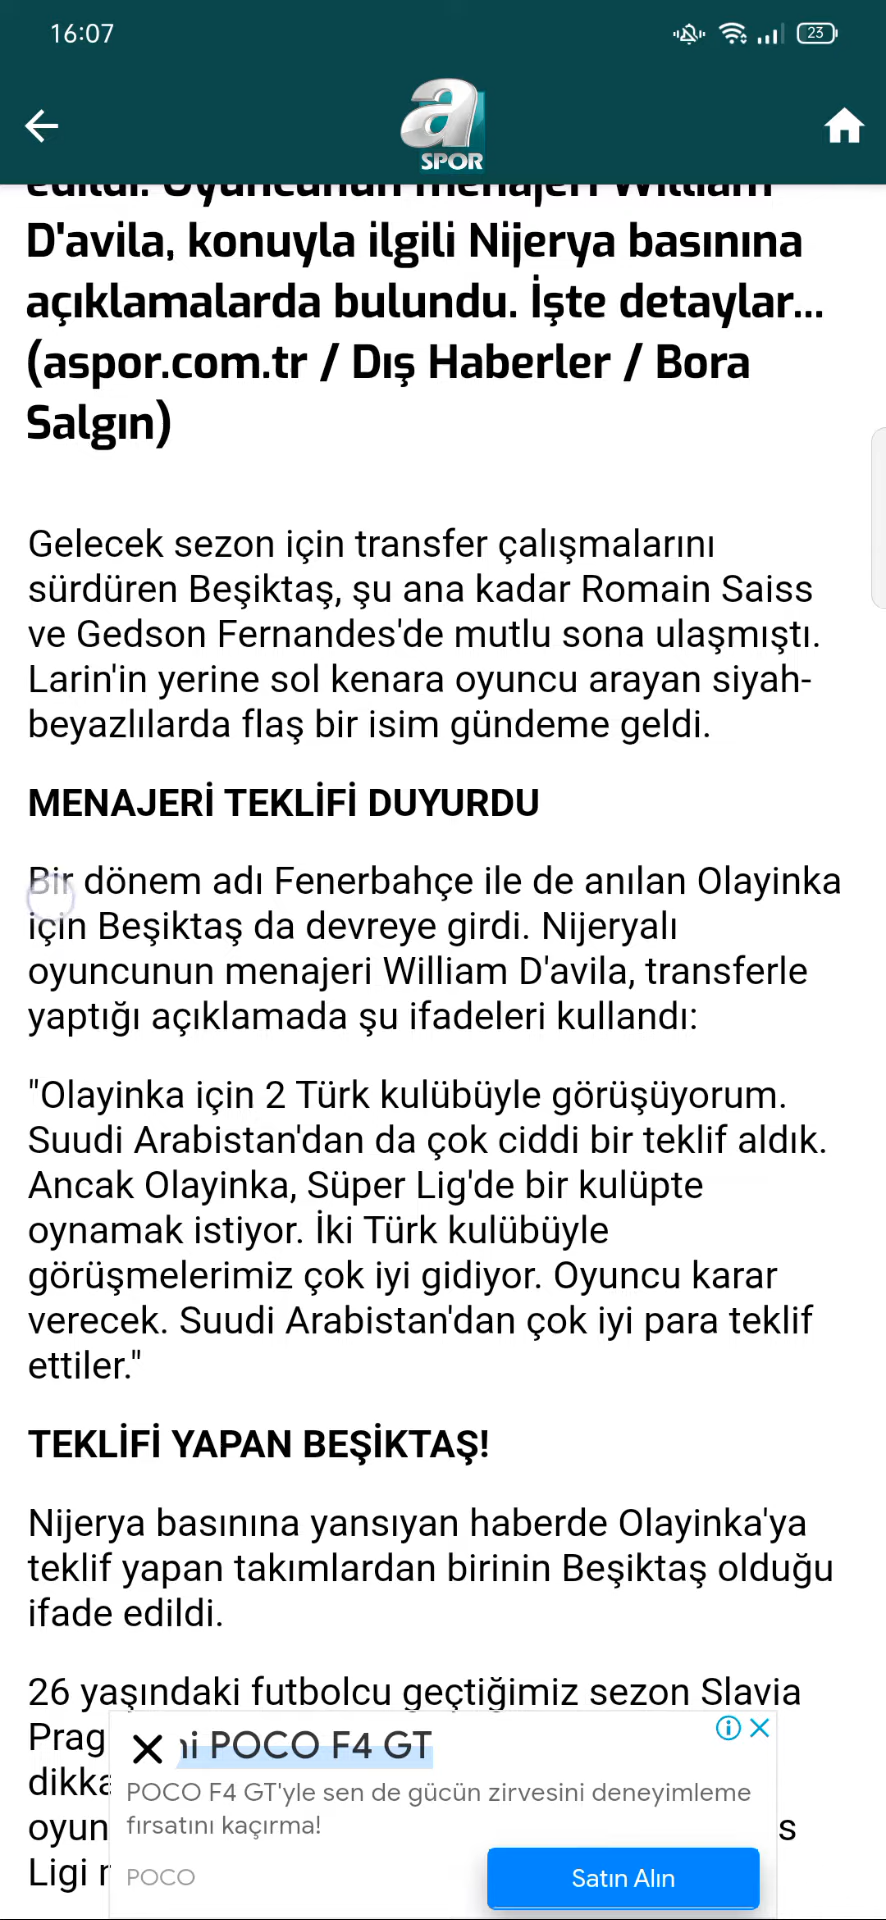 16:07
23
a
SPOR
edildi. Oyuncunun menajeri William
D'avila, konuyla ilgili Nijerya basınına
açıklamalarda bulundu. İşte detaylar...
(aspor.com.tr / Dış Haberler / Bora
Salgın)
Gelecek sezon için transfer çalışmalarını
sürdüren Beşiktaş, şu ana kadar Romain Saiss
ve Gedson Fernandes'de mutlu sona ulaşmıştı.
Larin'in yerine sol kenara oyuncu arayan siyah-
beyazlılarda flaş bir isim gündeme geldi.
MENAJERİ TEKLİFİ DUYURDU
Bir dönem adı Fenerbahçe ile de anılan Olayinka
için Beşiktaş da devreye girdi. Nijeryalı
oyuncunun menajeri William D'avila, transferle
yaptığı açıklamada şu ifadeleri kullandı:
"Olayinka için 2 Türk kulübüyle görüşüyorum.
Suudi Arabistan'dan da çok ciddi bir teklif aldık.
Ancak Olayinka, Süper Lig'de bir kulüpte
oynamak istiyor. İki Türk kulübüyle
görüşmelerimiz çok iyi gidiyor. Oyuncu karar
verecek. Suudi Arabistan'dan çok iyi para teklif
ettiler."
TEKLİFİ YAPAN BEŞİKTAŞ!
Nijerya basınına yansıyan haberde Olayinka'ya
teklif yapan takımlardan birinin Beşiktaş olduğu
ifade edildi.
26 yaşındaki futbolcu geçtiğimiz sezon Slavia
Prag
oyun
Ligi
POCO F4 GT
POCO F4 GT'yle sen de gücün zirvesini deneyimleme
fırsatını kaçırma!
POCO
Satın Alın